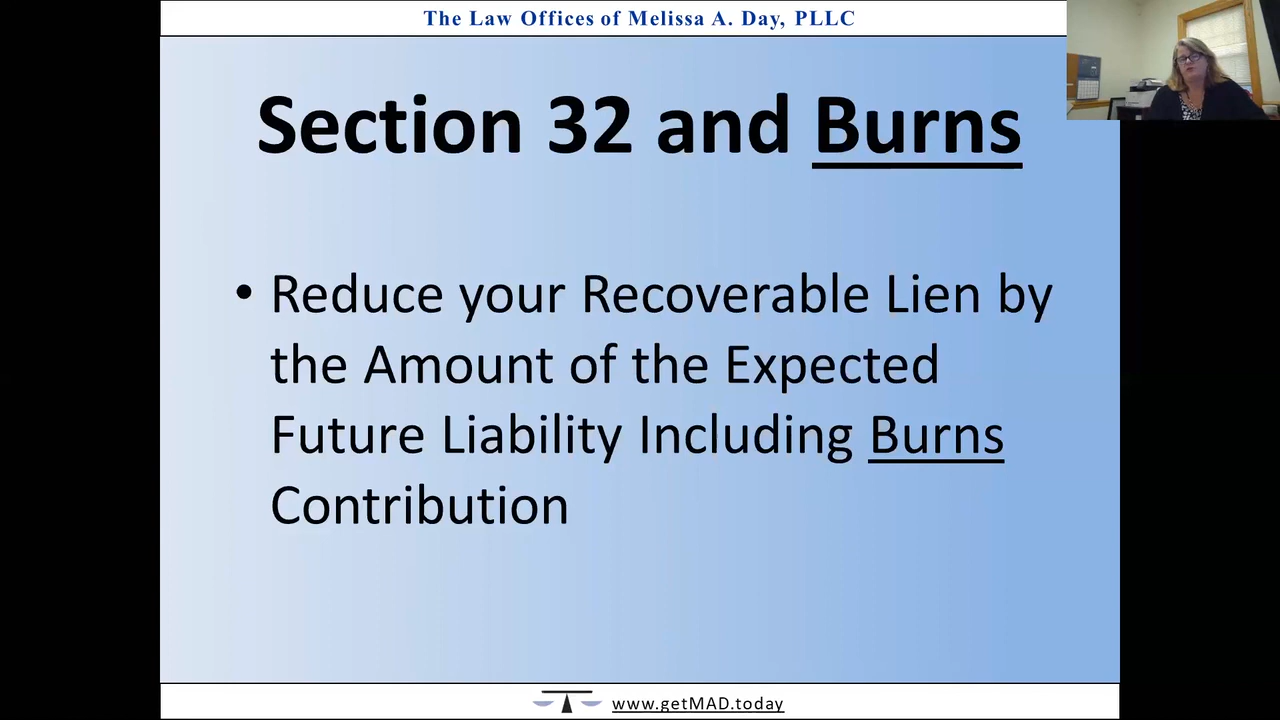 The Law Offices of Melissa A. Day, PLLC
Section 32 and Burns
• Reduce your Recoverable Lien by
the Amount of the Expected
Future Liability Including Burns
Contribution
www.getMAD.today